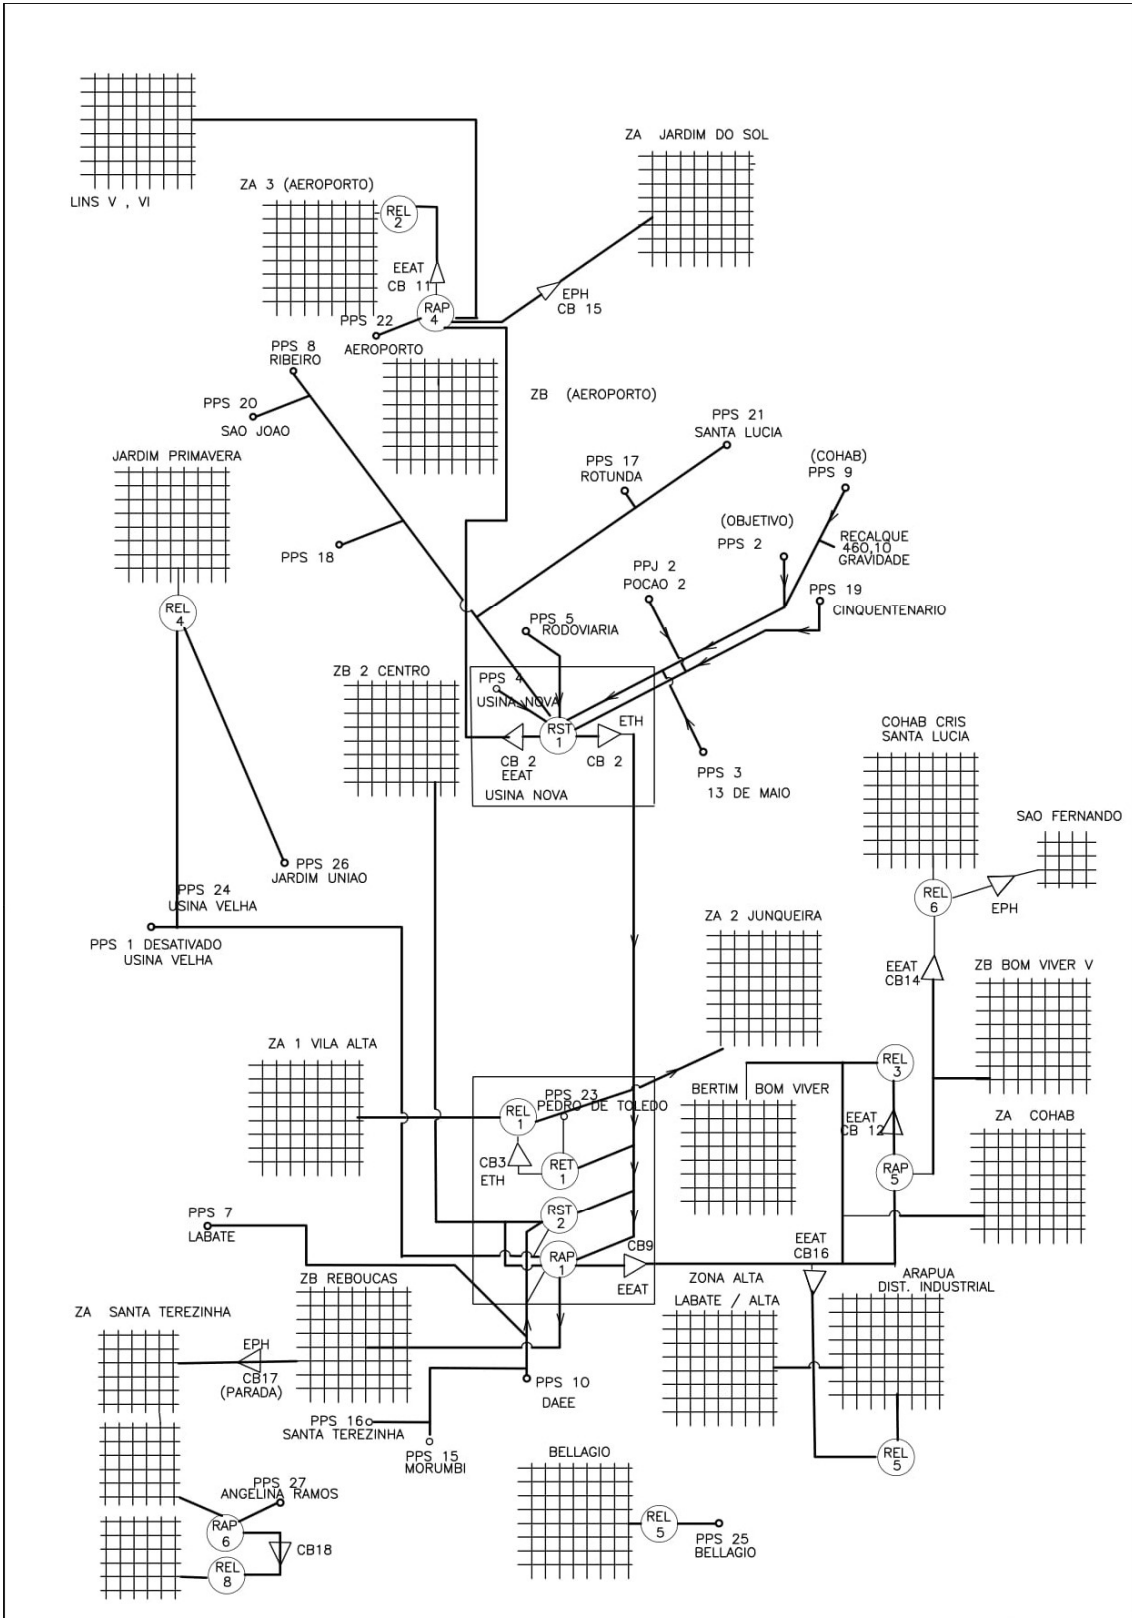 ZA JARDIM DO SOL
LINS V , VI
ZA 3 (AEROPORTO)
REL
2
EEAT
CB 11
RAP
4
EPH
CB 15
PPS 22
AEROPORTO
PPS 8
RIBEIRO
PPS 20
SAO JOAO
ZB (AEROPORTO)
PPS 21
SANTA LUCIA
JARDIM PRIMAVERA
PPS 17
ROTUNDA
(COHAB)
PPS 9
(OBJETIVO)
PPS 2
RECALQUE
460,10
GRAVIDADE
PPS 18
PPJ 2
POCAO 2
PPS 19
CINQUENTENARIO
REL
4
PPS 5
RODOVIARIA
ZB 2 CENTRO
PPS 4
USINA NOVA
RST
1
ETH
CB 2
EEAT
CB 2
USINA NOVA
PPS 3
13 DE MAIO
COHAB CRIS
SANTA LUCIA
SAO FERNANDO
PPS 26
JARDIM UNIAO
PPS 24
USINA VELHA
REL
6
EPH
PPS 1 DESATIVADO
USINA VELHA
ZA 2 JUNQUEIRA
EEAT
CB14
ZB BOM VIVER V
ZA 1 VILA ALTA
REL
3
PPS 23
PEDRO DE TOLEDO
BERTIM BOM VIVER
REL
1
EEAT
CB 12
ZA COHAB
CB3
ETH
RET
1
RAP
5
PPS 7
LABATE
RST
2
CB9
EEAT
RAP
1
EEAT
CB16
ZB REBOUCAS
ZONA ALTA
LABATE / ALTA
ARAPUA
DIST. INDUSTRIAL
ZA SANTA TEREZINHA
EPH
CB17
(PARADA)
PPS 10
DAEE
PPS 16
SANTA TEREZINHA
PPS 15
MORUMBI
BELLAGIO
REL
5
PPS 27
ANGELINA RAMOS
RAP
6
CB18
REL
8
REL
5
PPS 25
BELLAGIO